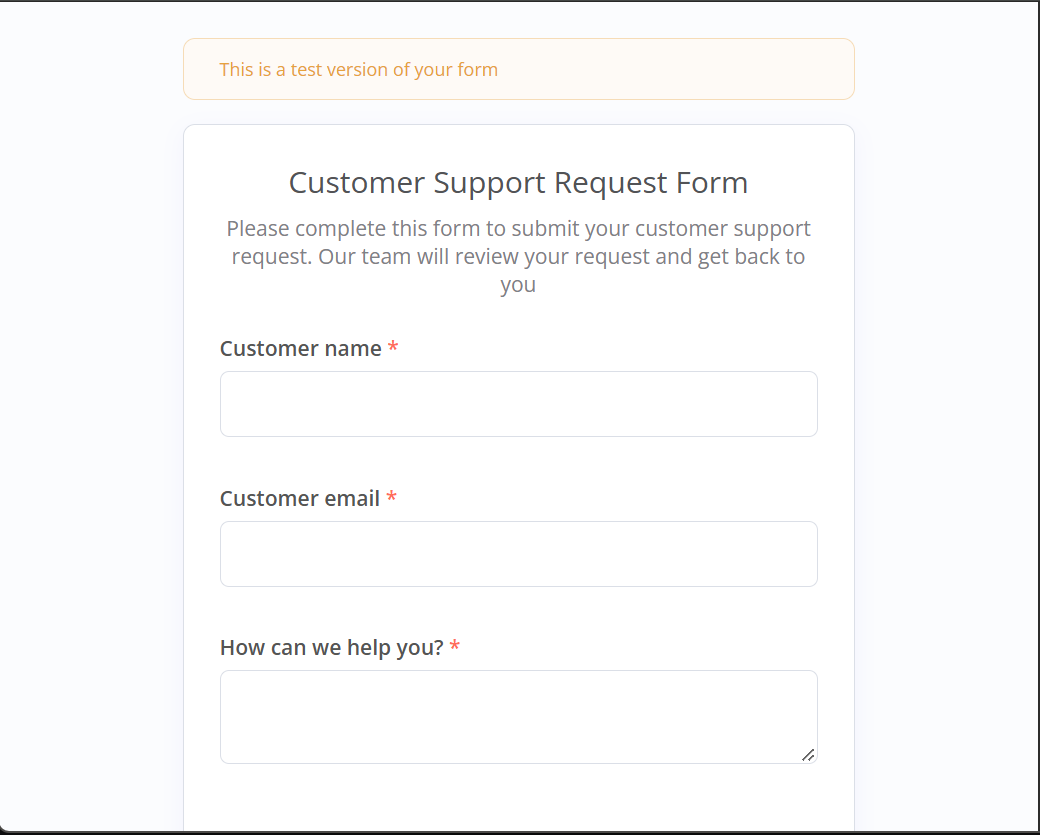 This is a test version of your form
Customer Support Request Form
Please complete this form to submit your customer support
request. Our team will review your request and get back to
you
Customer name *
Customer email *
How can we help you? *